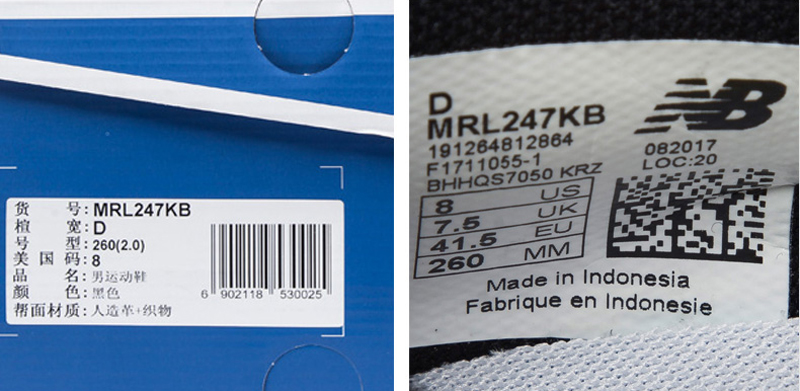 货 号: MRL247KB
楦 宽: D
号 型: 260(2.0)
美 国 码: 8
品 名: 男运动鞋
颜 色: 黑色
帮面材质: 人造革+织物
6 902118 530025
D
MRL247KB
191264812864
F1711055-1
BHHQS7050 KRZ
NB
082017
LOC:20
8 US
7.5 UK
41.5 EU
260 MM
Made in Indonesia
Fabrique en Indonesie